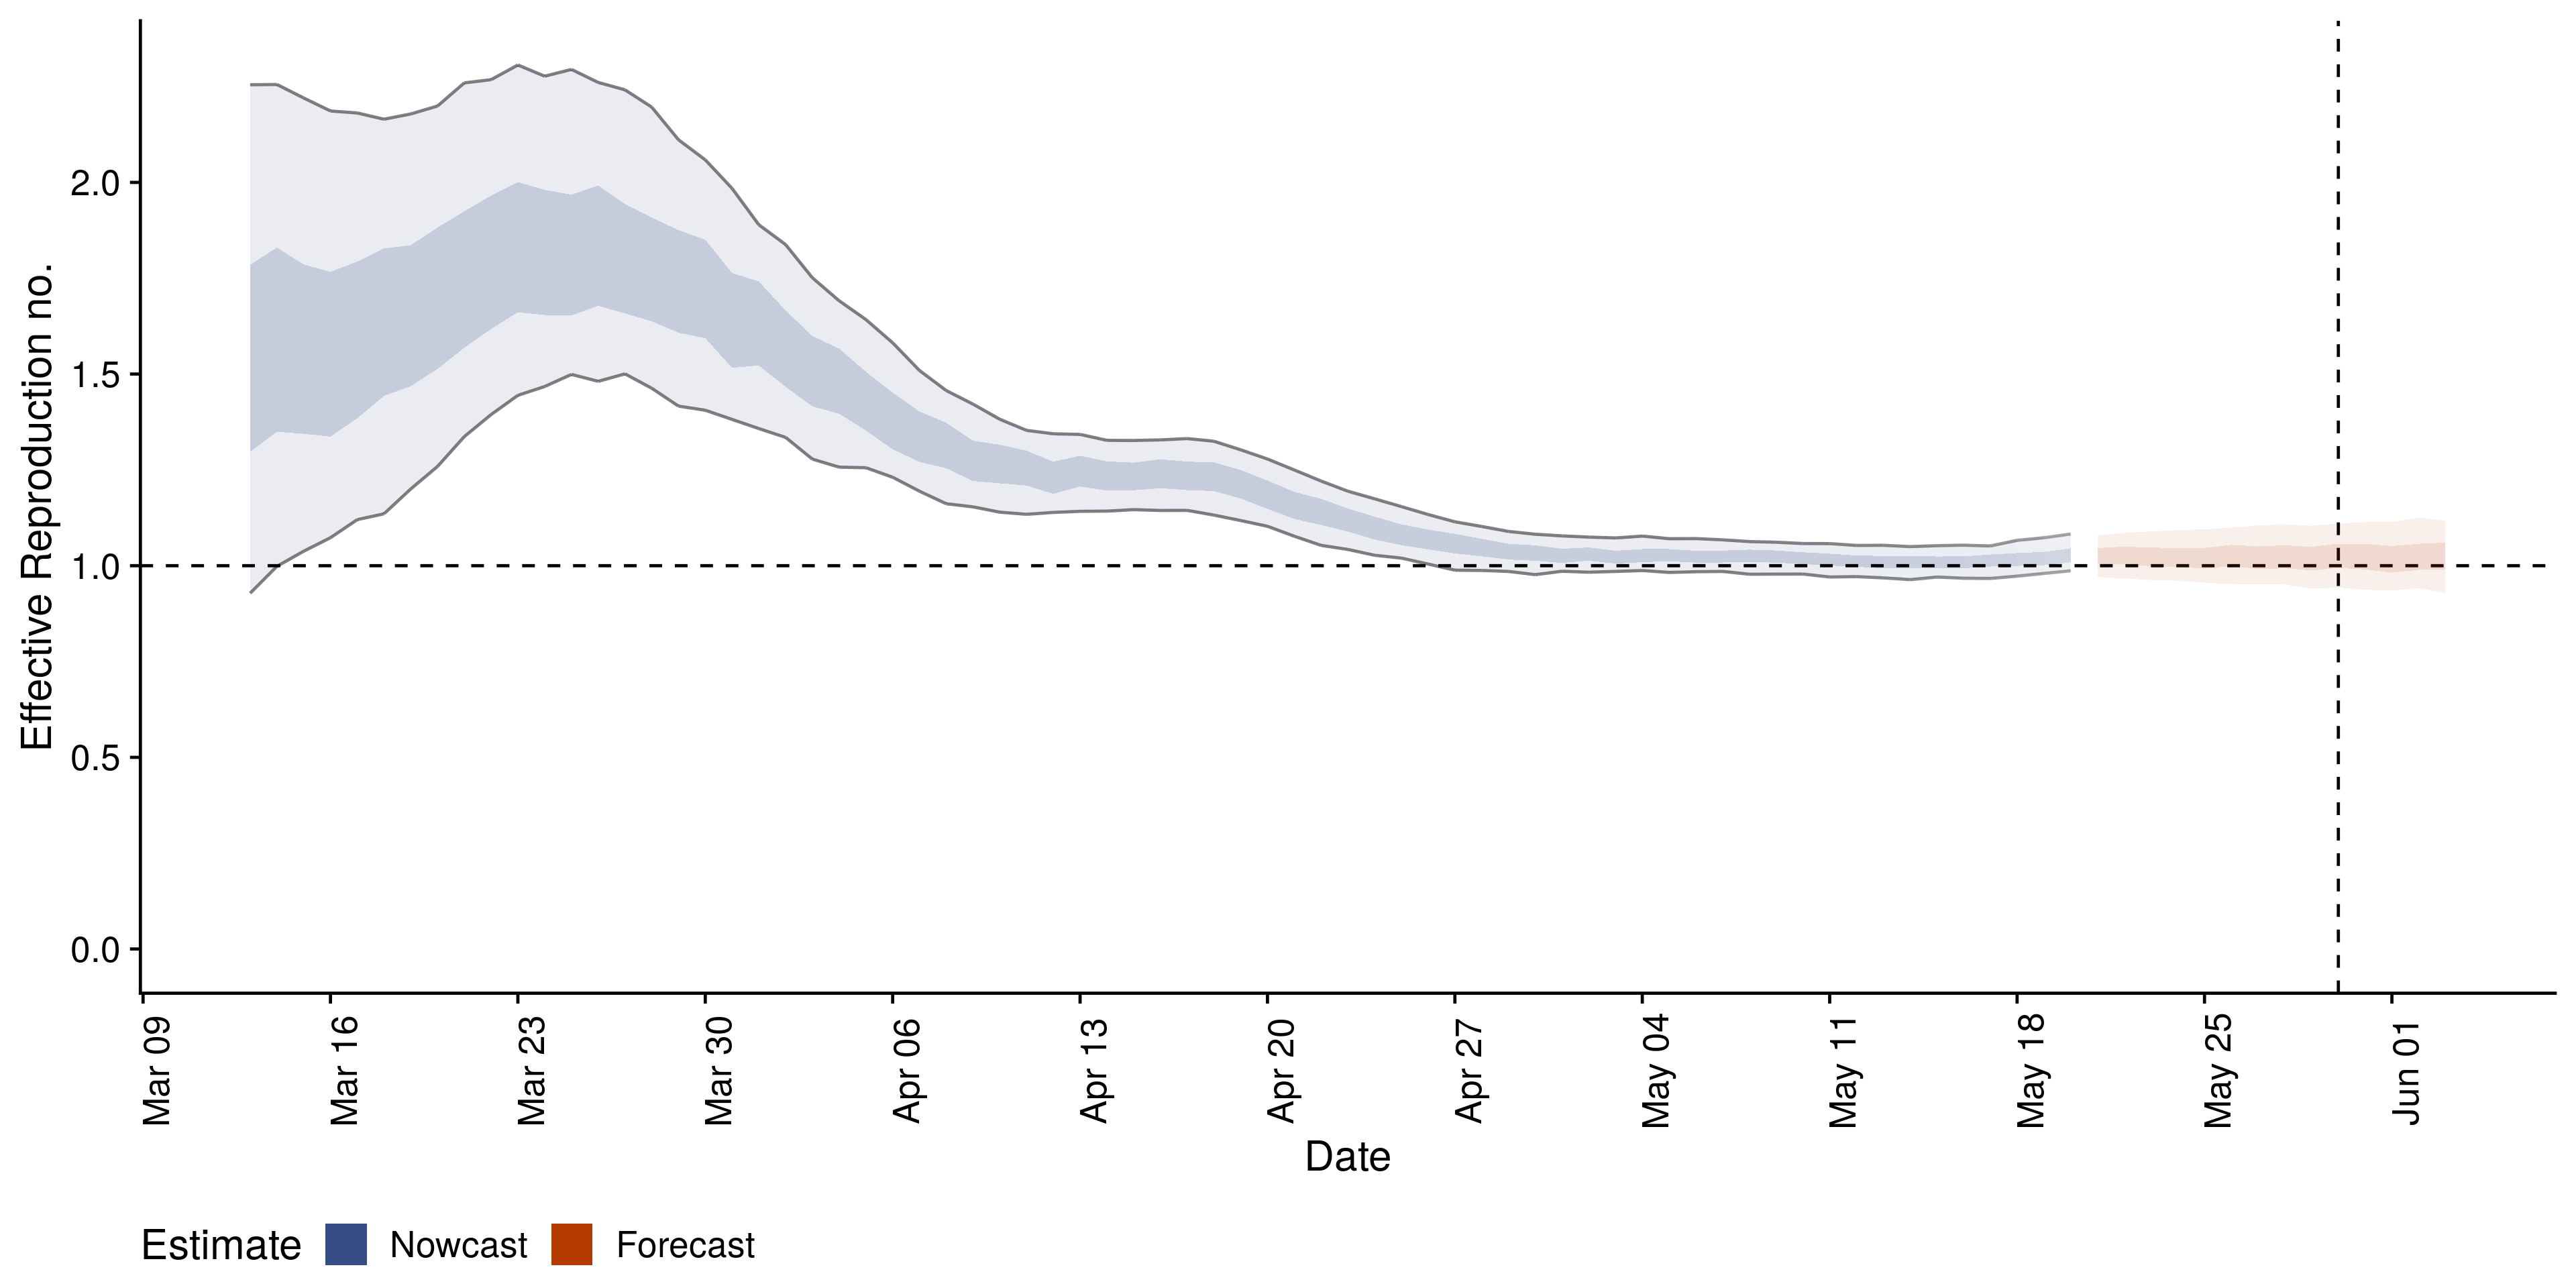 Effective Reproduction no.
2.0
1.5
1.0
0.5
0.0
Mar 09
Mar 16
Mar 23
Mar 30
Apr 06
Apr 13
Apr 20
Apr 27
May 04
May 11
May 18
May 25
Jun 01
Date
Estimate Nowcast Forecast